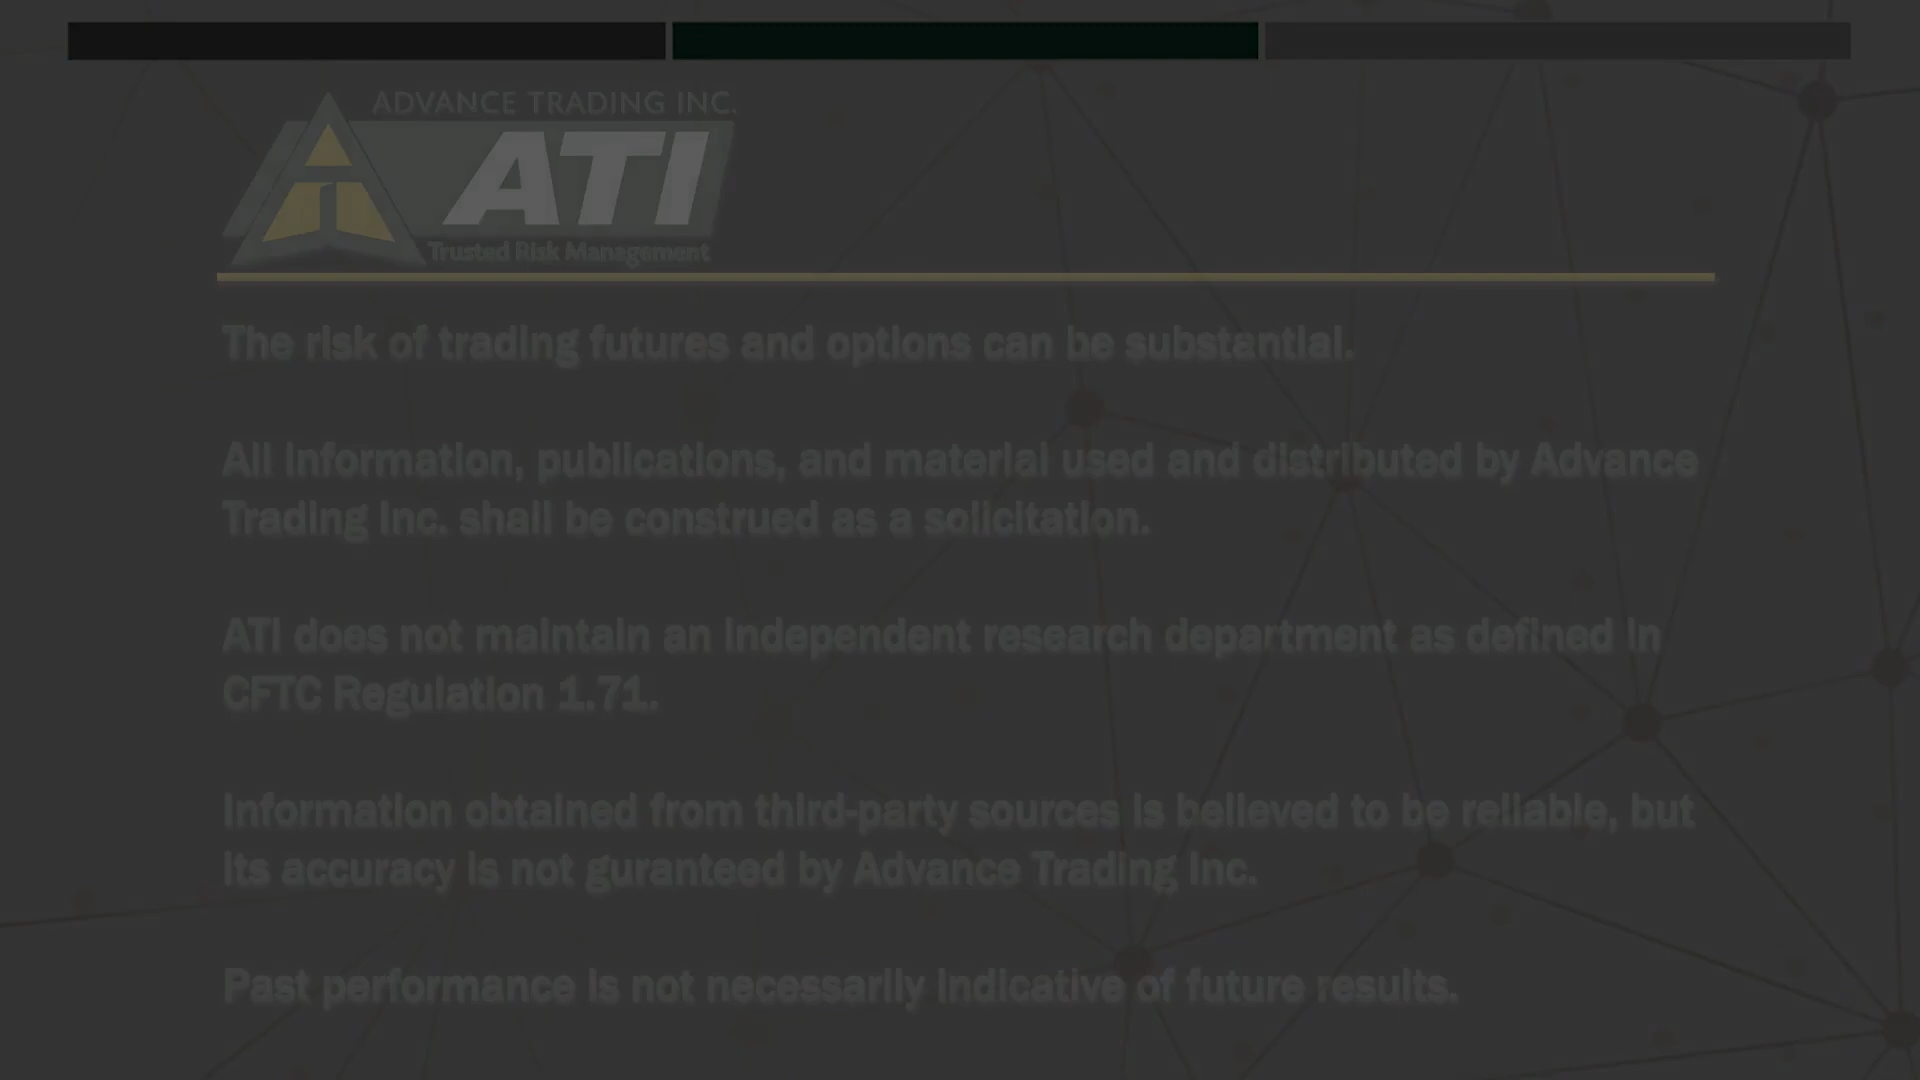 ADVANCE TRADING INC.
ATI
Trusted Risk Management
The risk of trading futures and options can be substantial.
All information, publications, and material used and distributed by Advance
Trading Inc. shall be construed as a solicitation.
ATI does not maintain an independent research department as defined in
CFTC Regulation 1.71.
Information obtained from third-party sources is believed to be reliable, but
its accuracy is not guranteed by Advance Trading Inc.
Past performance is not necessarily indicative of future results.